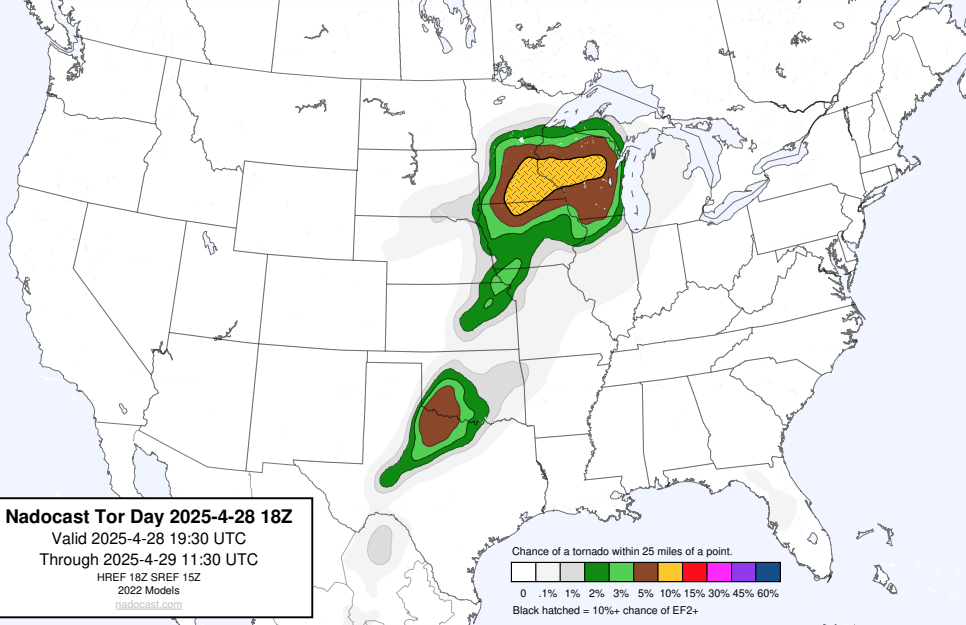 Nadocast Tor Day 2025-4-28 18Z
Valid 2025-4-28 19:30 UTC
Through 2025-4-29 11:30 UTC
HREF 18Z SREF 15Z
2022 Models
nadocast.com
Chance of a tornado within 25 miles of a point.
0 .1% 1% 2% 3% 5% 10% 15% 30% 45% 60%
Black hatched = 10%+ chance of EF2+